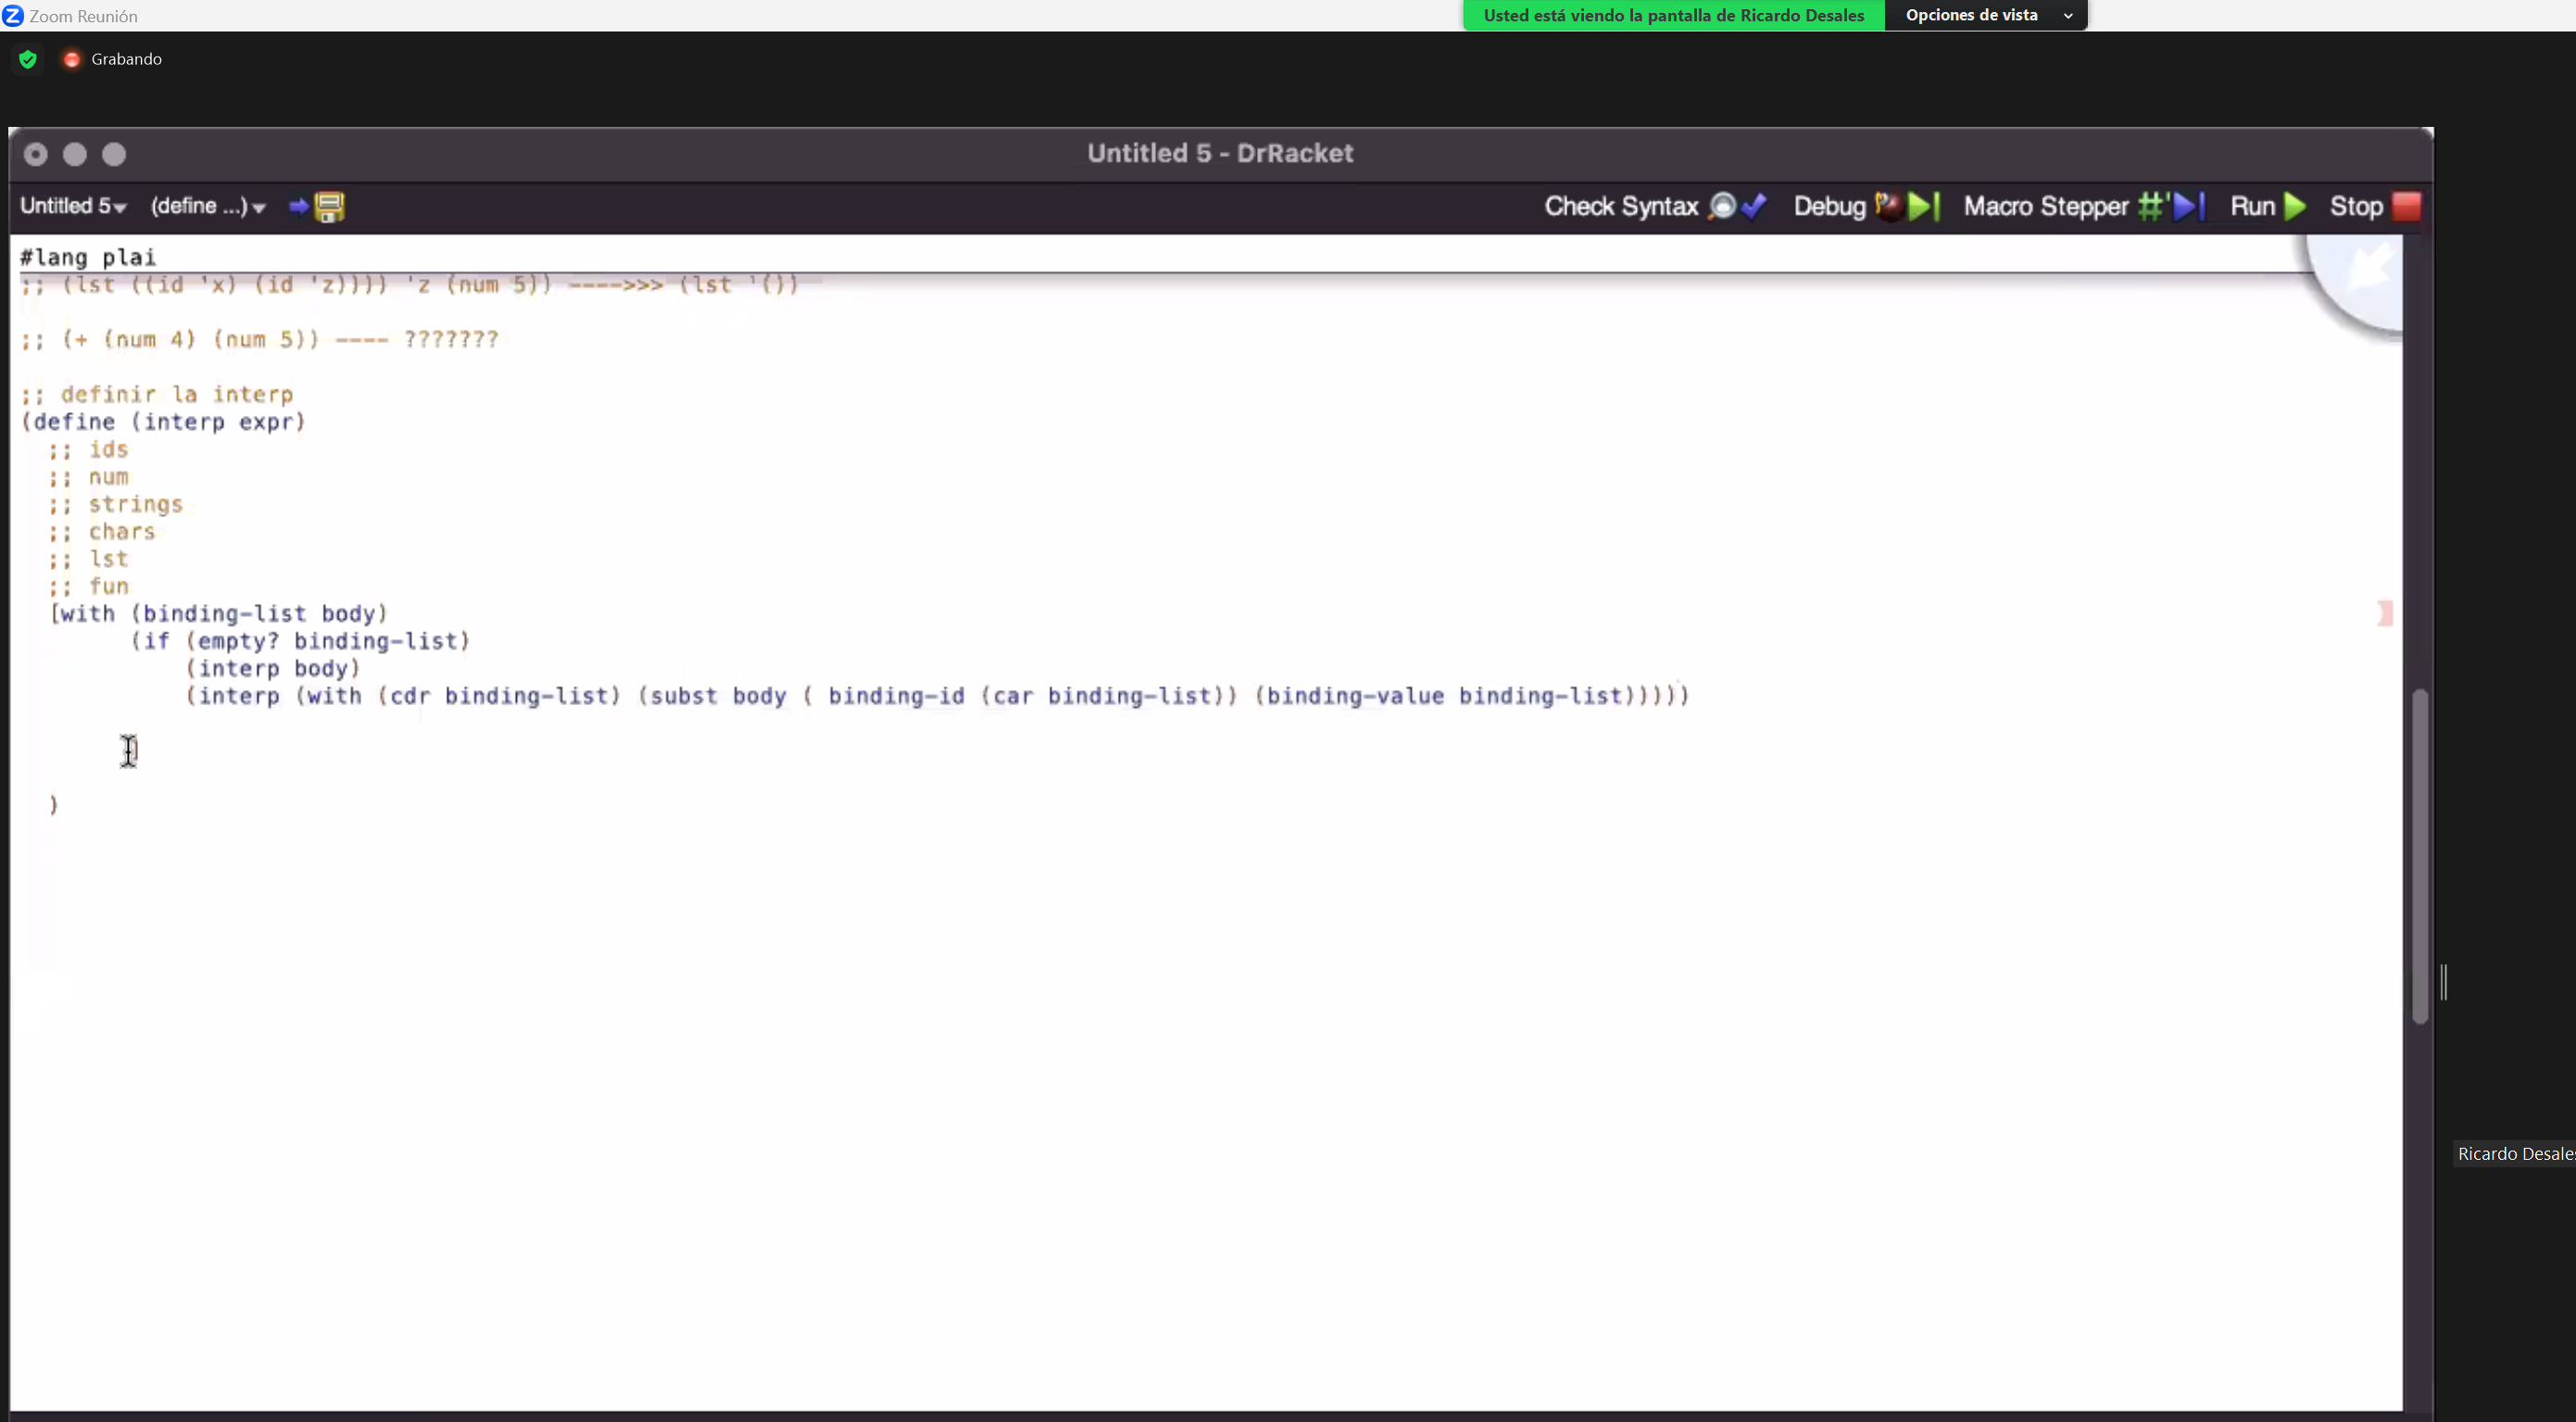 Zoom Reunión
Usted está viendo la pantalla de Ricardo Desales
Opciones de vista
Grabando
Untitled 5 - DrRacket
Untitled 5 (define ...) Check Syntax Debug Macro Stepper #' Run Stop
#lang plai
;; (lst ((id 'x) (id 'z)))) 'z (num 5)) ---->>> (lst '())
;; (+ (num 4) (num 5)) ---- ???????
;; definir la interp
(define (interp expr)
;; ids
;; num
;; strings
;; chars
;; lst
;; fun
[with (binding-list body)
(if (empty? binding-list)
(interp body)
(interp (with (cdr binding-list) (subst body ( binding-id (car binding-list)) (binding-value binding-list)))))
)
Ricardo Desales